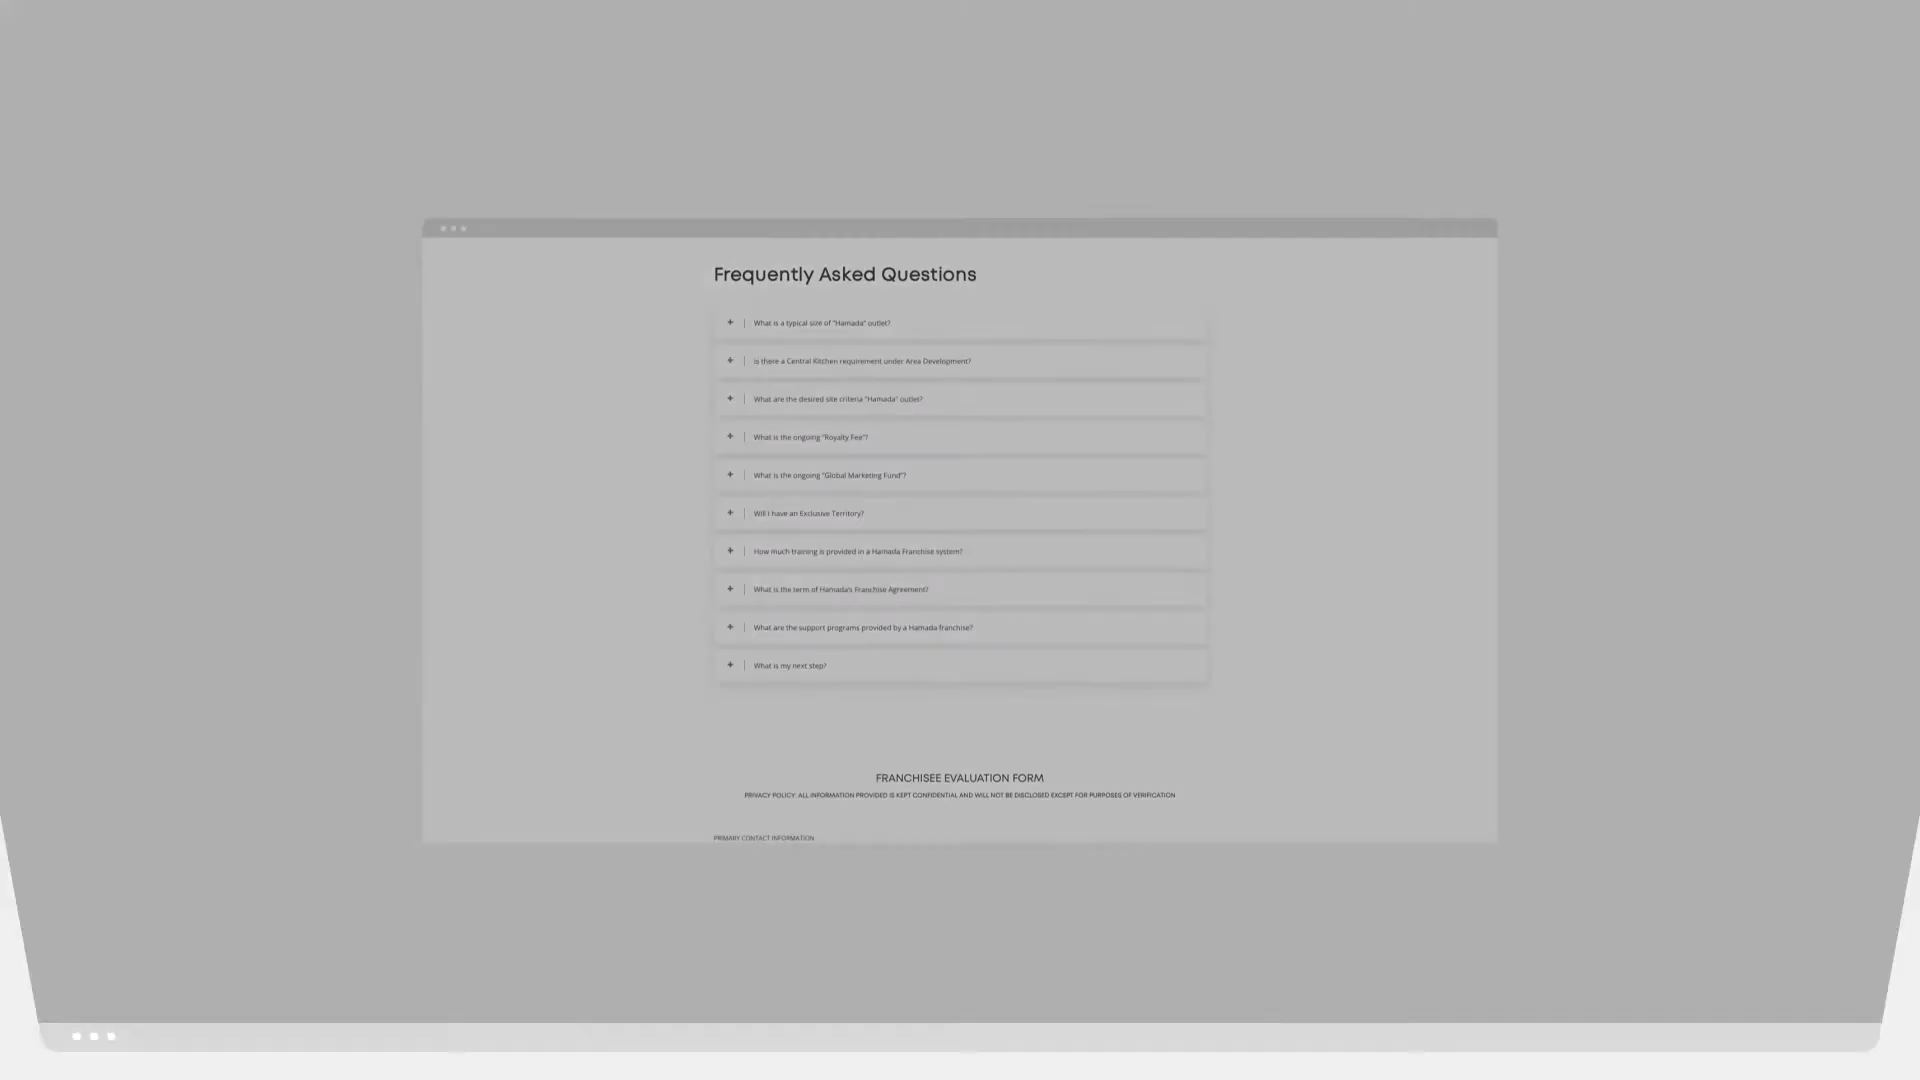 Frequently Asked Questions
+ | What is a typical size of "Hamada" outlet?
+ | Is there a Central Kitchen requirement under Area Development?
+ | What are the desired site criteria "Hamada" outlet?
+ | What is the ongoing "Royalty Fee"?
+ | What is the ongoing "Global Marketing Fund"?
+ | Will I have an Exclusive Territory?
+ | How much training is provided in a Hamada Franchise system?
+ | What is the term of Hamada's Franchise Agreement?
+ | What are the support programs provided by a Hamada franchise?
+ | What is my next step?
FRANCHISEE EVALUATION FORM
PRIVACY POLICY: ALL INFORMATION PROVIDED IS KEPT CONFIDENTIAL AND WILL NOT BE DISCLOSED EXCEPT FOR PURPOSES OF VERIFICATION
PRIMARY CONTACT INFORMATION